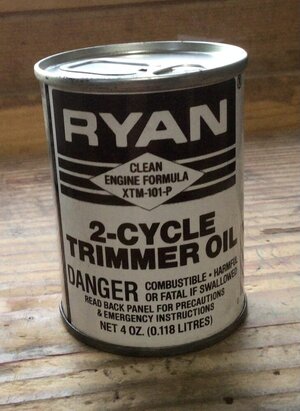 RYAN
CLEAN
ENGINE FORMULA
XTM-101-P
2-CYCLE
TRIMMER OIL
DANGER COMBUSTIBLE • HARMFUL
OR FATAL IF SWALLOWED
READ BACK PANEL FOR PRECAUTIONS
& EMERGENCY INSTRUCTIONS
NET 4 OZ. (0.118 LITRES)